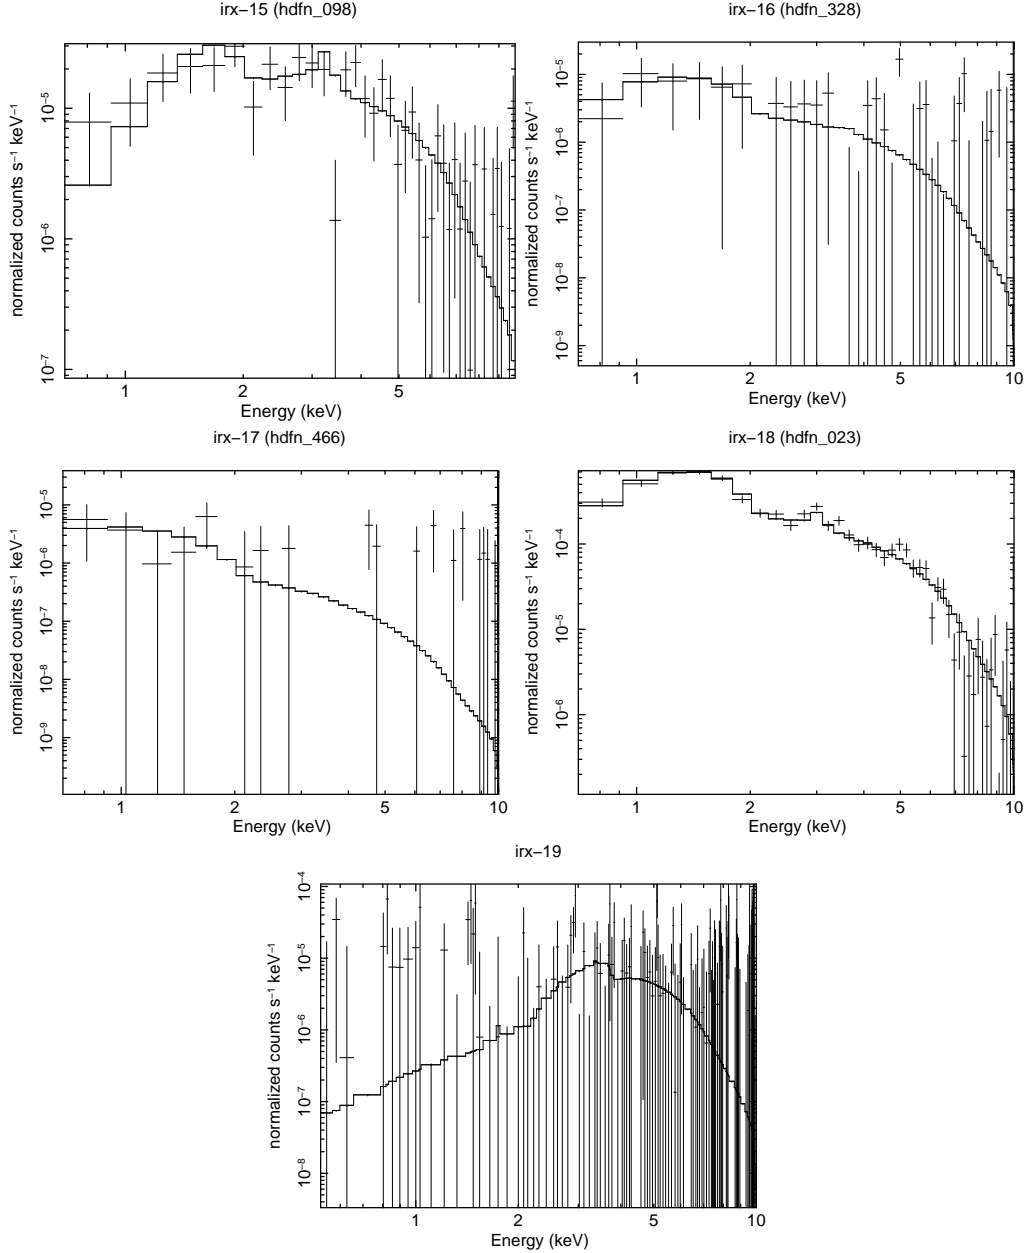 irx−15 (hdfn_098)
normalized counts s−1 keV−1
10−5
10−6
10−7
1 2 5
Energy (keV)
irx−16 (hdfn_328)
normalized counts s−1 keV−1
10−5
10−6
10−7
10−8
10−9
1 2 5 10
Energy (keV)
irx−17 (hdfn_466)
normalized counts s−1 keV−1
10−5
10−6
10−7
10−8
10−9
1 2 5 10
Energy (keV)
irx−18 (hdfn_023)
normalized counts s−1 keV−1
10−4
10−5
10−6
1 2 5 10
Energy (keV)
irx−19
normalized counts s−1 keV−1
10−4
10−5
10−6
10−7
10−8
1 2 5 10
Energy (keV)